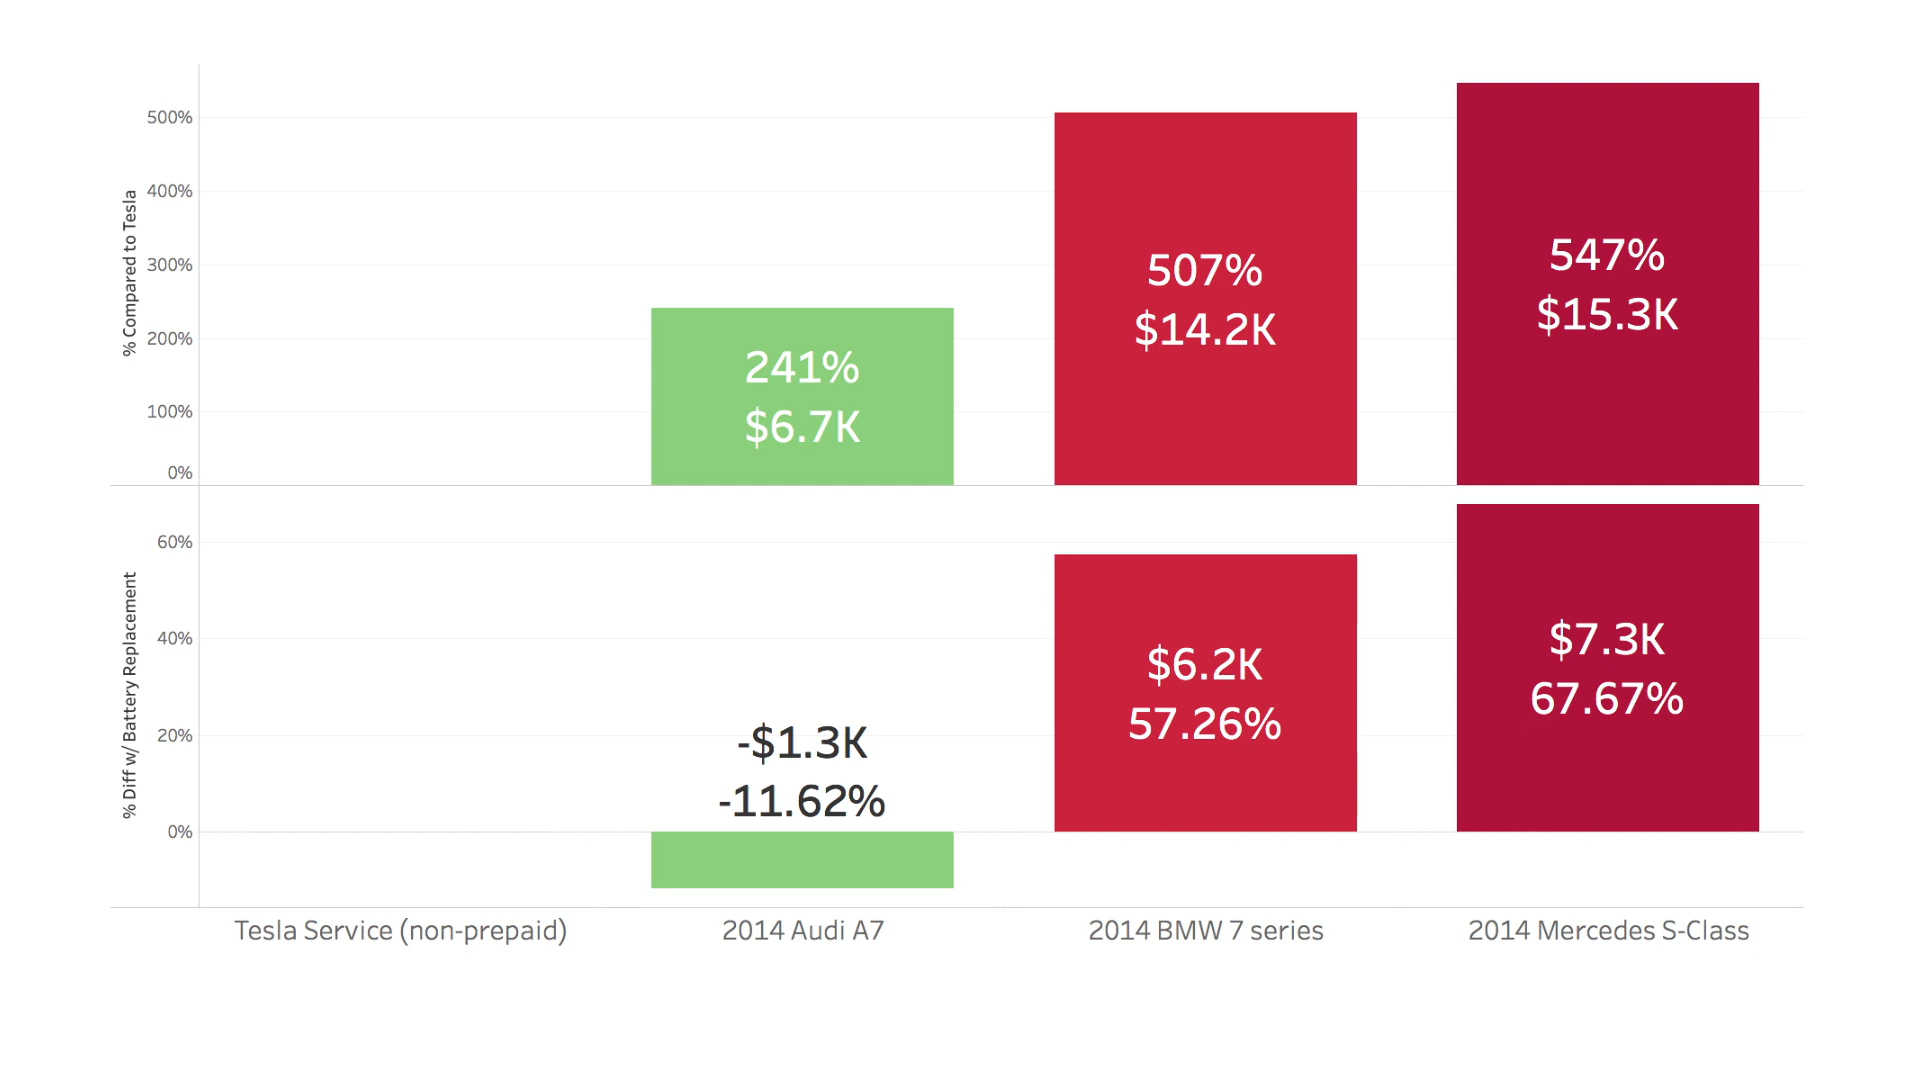 % Compared to Tesla
500%
400%
300%
200%
100%
0%
241%
$6.7K
507%
$14.2K
547%
$15.3K
% Diff w/ Battery Replacement
60%
40%
20%
0%
-$1.3K
-11.62%
$6.2K
57.26%
$7.3K
67.67%
Tesla Service (non-prepaid)
2014 Audi A7
2014 BMW 7 series
2014 Mercedes S-Class